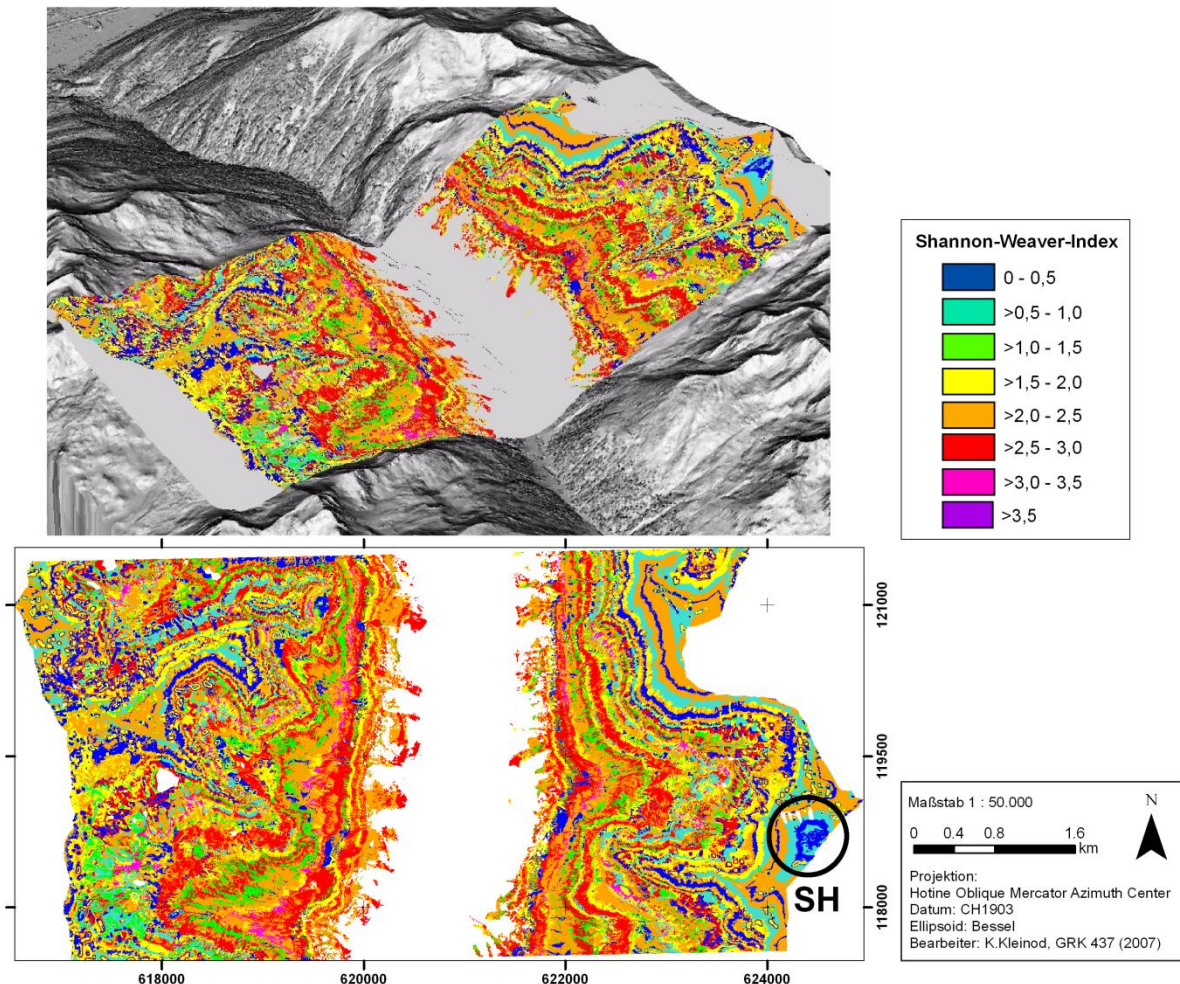 Shannon-Weaver-Index
0 - 0,5
>0,5 - 1,0
>1,0 - 1,5
>1,5 - 2,0
>2,0 - 2,5
>2,5 - 3,0
>3,0 - 3,5
>3,5
121000
119500
118000
SH
618000 620000 622000 624000
Maßstab 1 : 50.000
N
0 0.4 0.8 1.6
km
Projektion:
Hotine Oblique Mercator Azimuth Center
Datum: CH1903
Ellipsoid: Bessel
Bearbeiter: K.Kleinod, GRK 437 (2007)